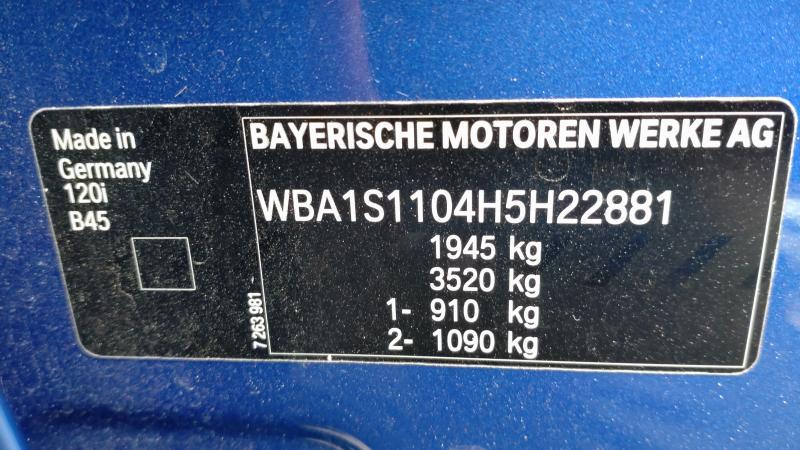 Made in
Germany
120i
B45
7 263 981
BAYERISCHE MOTOREN WERKE AG
WBA1S1104H5H22881
1945 kg
3520 kg
1- 910 kg
2- 1090 kg